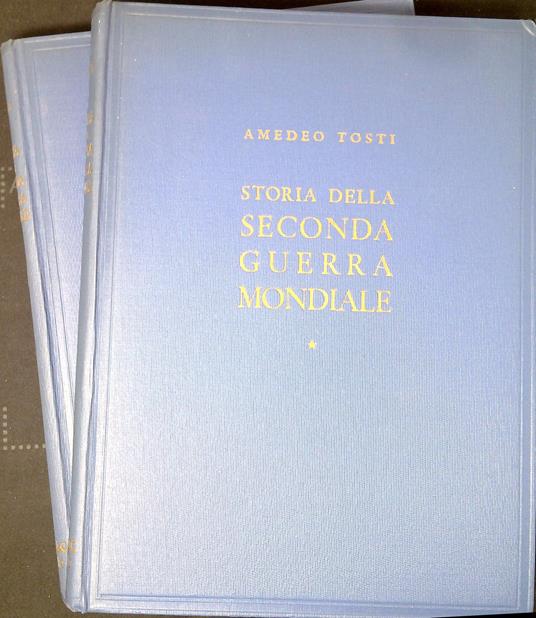 AMEDEO TOSTI
STORIA DELLA
SECONDA
GUERRA
MONDIALE